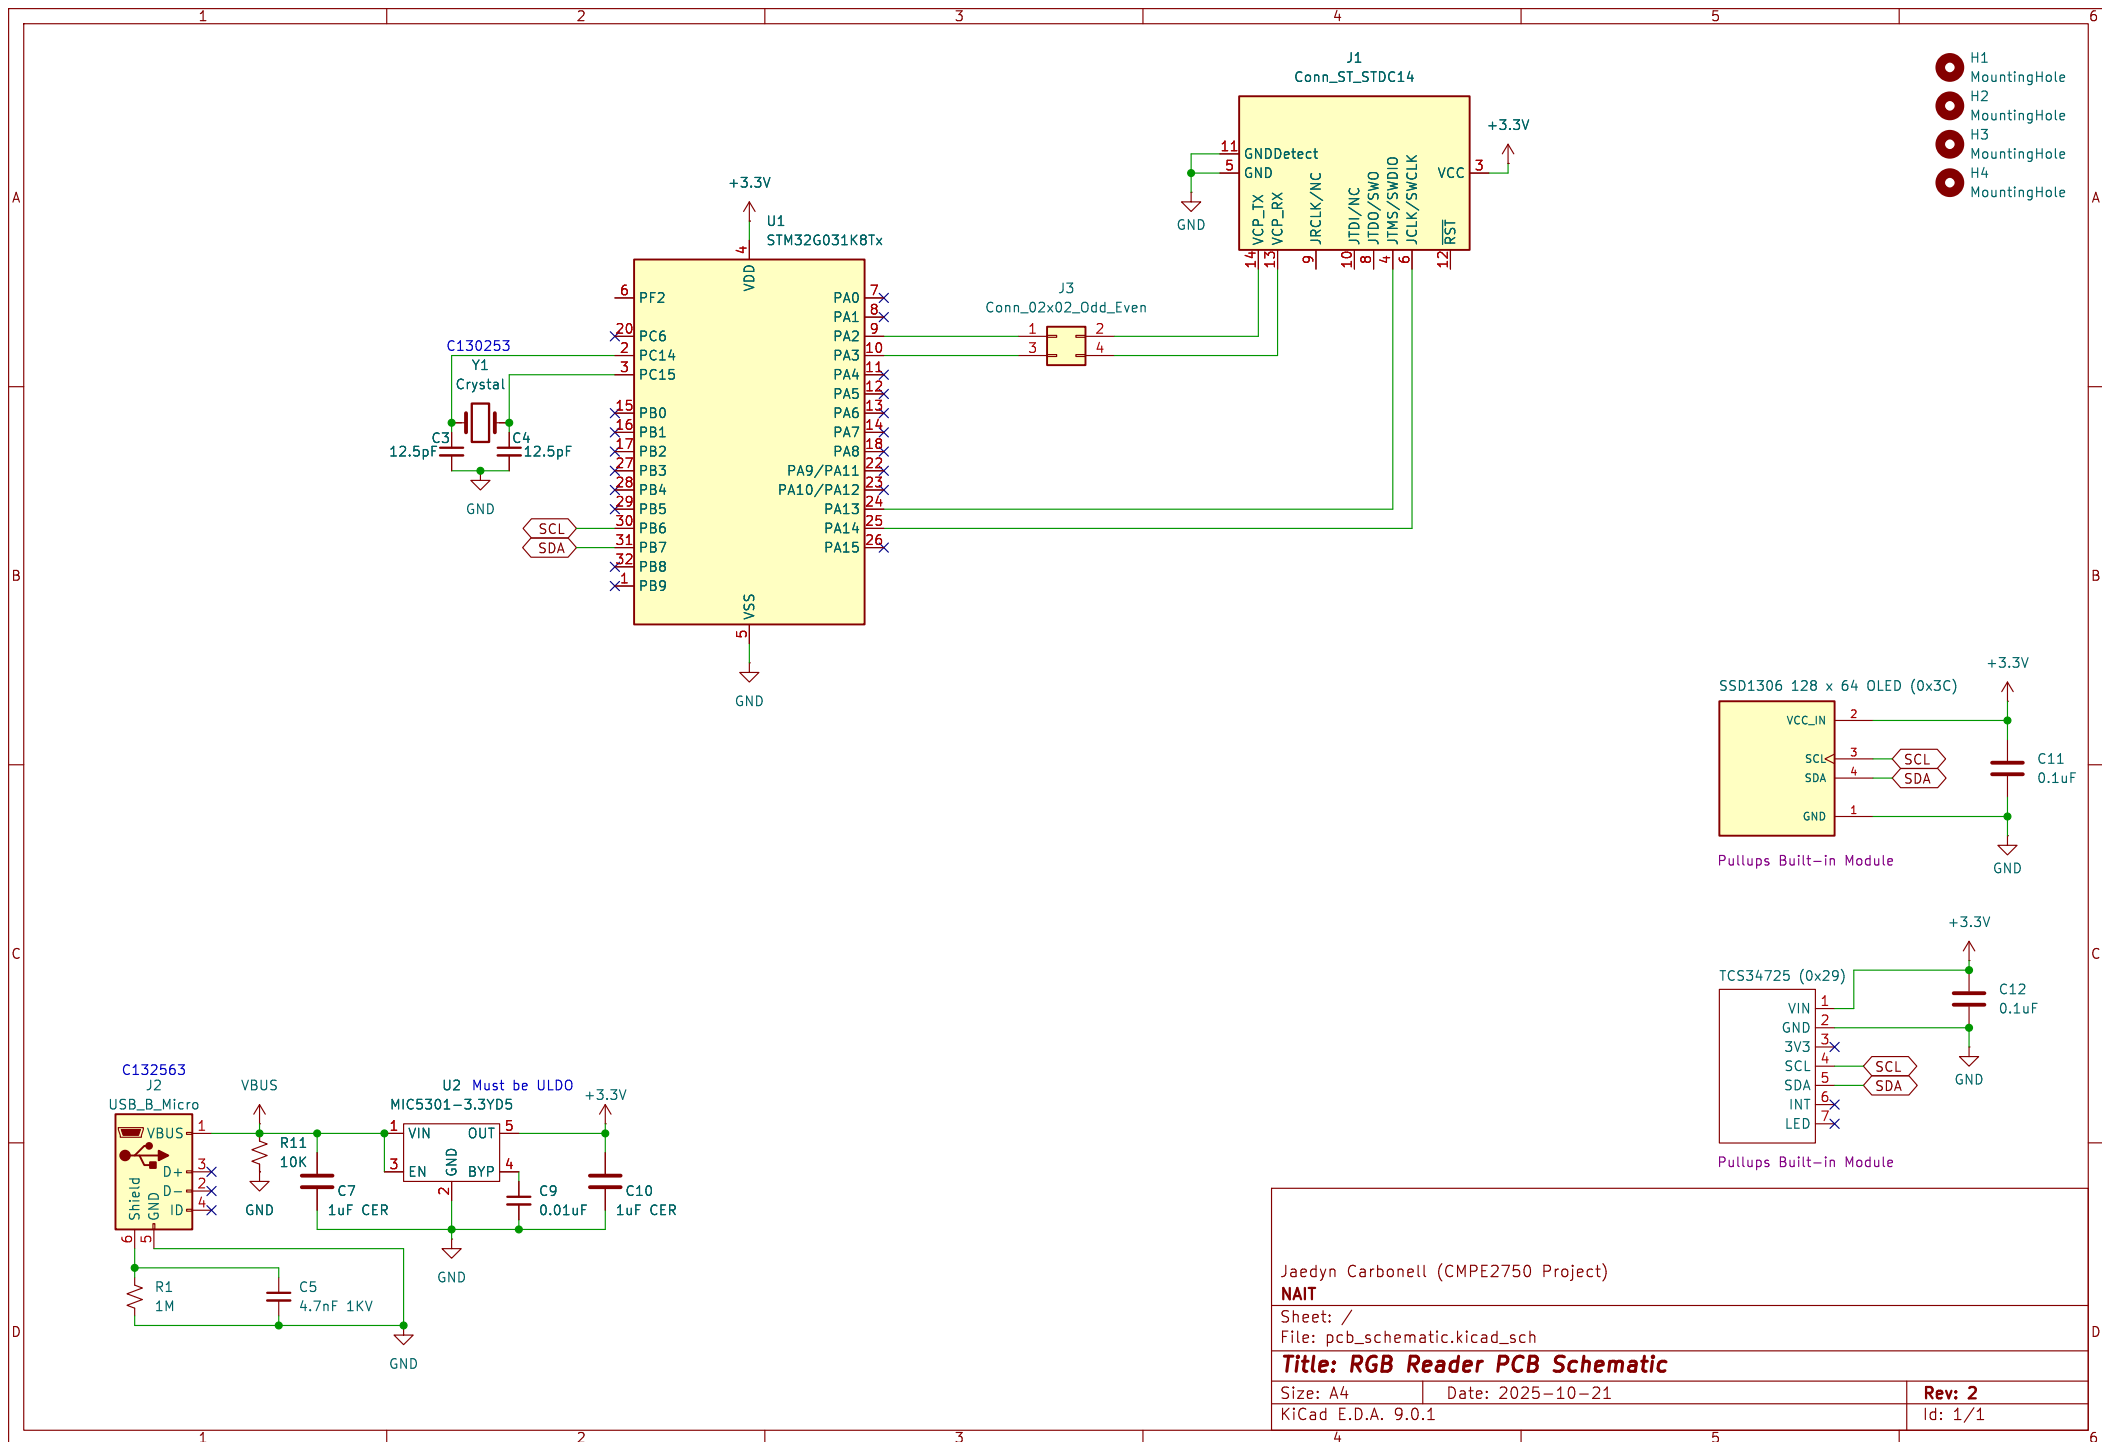 1 2 3 4 5 6
A A
B B
C C
D D
1 2 3 4 5 6
J1
Conn_ST_STDC14
+3.3V
11 GNDDetect
5 GND
GND
VCC 3
VCP_TX
VCP_RX
JRCLK/NC
JTDI/NC
JTDO/SWO
JTMS/SWDIO
JCLK/SWCLK
RST
14 13 9 10 8 4 6 12
H1
MountingHole
H2
MountingHole
H3
MountingHole
H4
MountingHole
+3.3V
U1
STM32G031K8Tx
4
VDD
6 PF2
20 PC6
2 PC14
3 PC15
15 PB0
16 PB1
17 PB2
27 PB3
28 PB4
29 PB5
30 PB6
31 PB7
32 PB8
1 PB9
PA0 7
PA1 8
PA2 9
PA3 10
PA4 11
PA5 12
PA6 13
PA7 14
PA8 18
PA9/PA11 22
PA10/PA12 23
PA13 24
PA14 25
PA15 26
VSS
5
GND
C130253
Y1
Crystal
C3
12.5pF
C4
12.5pF
GND
SCL
SDA
J3
Conn_02x02_Odd_Even
1 2
3 4
+3.3V
SSD1306 128 x 64 OLED (0x3C)
VCC_IN 2
SCL 3 SCL
SDA 4 SDA
GND 1
C11
0.1uF
Pullups Built-in Module
GND
+3.3V
TCS34725 (0x29)
VIN 1
GND 2
3V3 3
SCL 4 SCL
SDA 5 SDA
INT 6
LED 7
C12
0.1uF
GND
Pullups Built-in Module
C132563
J2
USB_B_Micro
VBUS 1
D+ 3
D- 2
ID 4
Shield
GND
6 5
VBUS
R11
10K
GND
C7
1uF CER
U2 Must be ULDO
MIC5301-3.3YD5
1 VIN
OUT 5
3 EN
GND
BYP 4
2
+3.3V
C9
0.01uF
C10
1uF CER
GND
R1
1M
C5
4.7nF 1KV
GND
Jaedyn Carbonell (CMPE2750 Project)
NAIT
Sheet: /
File: pcb_schematic.kicad_sch
Title: RGB Reader PCB Schematic
Size: A4 Date: 2025-10-21 Rev: 2
KiCad E.D.A. 9.0.1 Id: 1/1